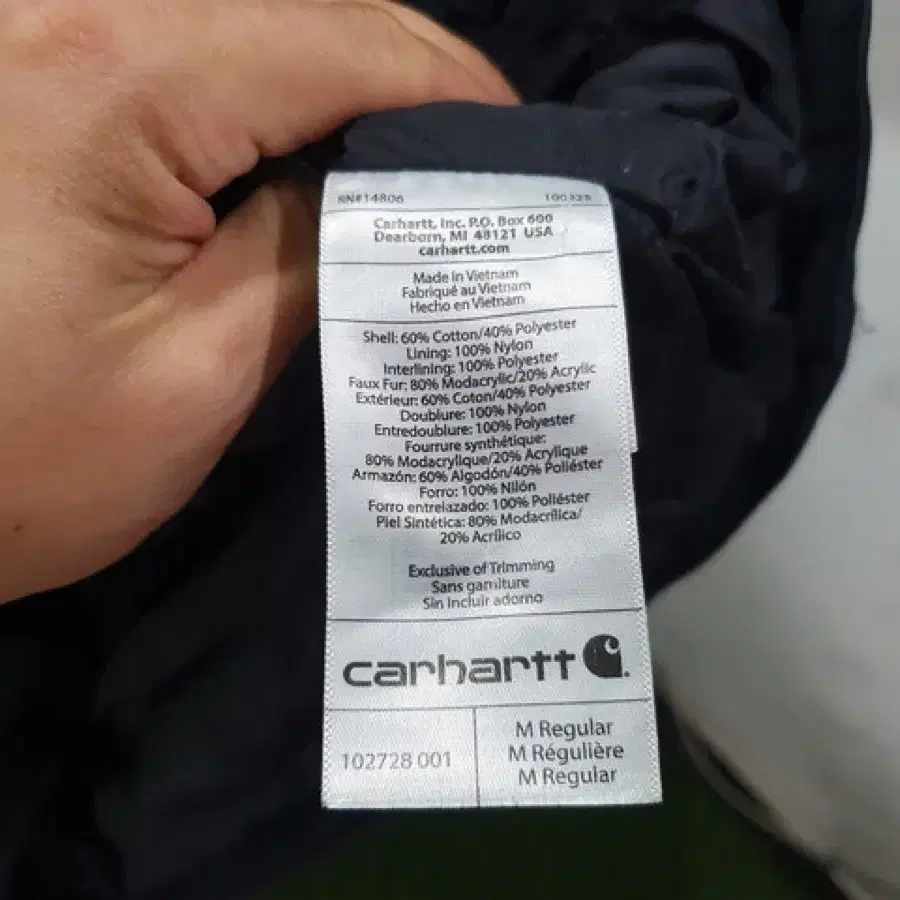 RN#14806
Carhartt, Inc. P.O. Box 600
Dearborn, MI 48121 USA
carhartt.com
Made in Vietnam
Fabriqué au Vietnam
Hecho en Vietnam
Shell: 60% Cotton/40% Polyester
Lining: 100% Nylon
Interlining: 100% Polyester
Faux Fur: 80% Modacrylic/20% Acrylic
Extérieur: 60% Coton/40% Polyester
Doublure: 100% Nylon
Entredoublure: 100% Polyester
Fourrure synthétique:
80% Modacrylique/20% Acrylique
Armazón: 60% Algodón/40% Poliéster
Forro: 100% Nilón
Forro entrelazado: 100% Poliéster
Piel Sintética: 80% Modacrílica/
20% Acrílico
Exclusive of Trimming
Sans garniture
Sin Incluir adorno
carhartt
102728 001
M Regular
M Régulière
M Regular